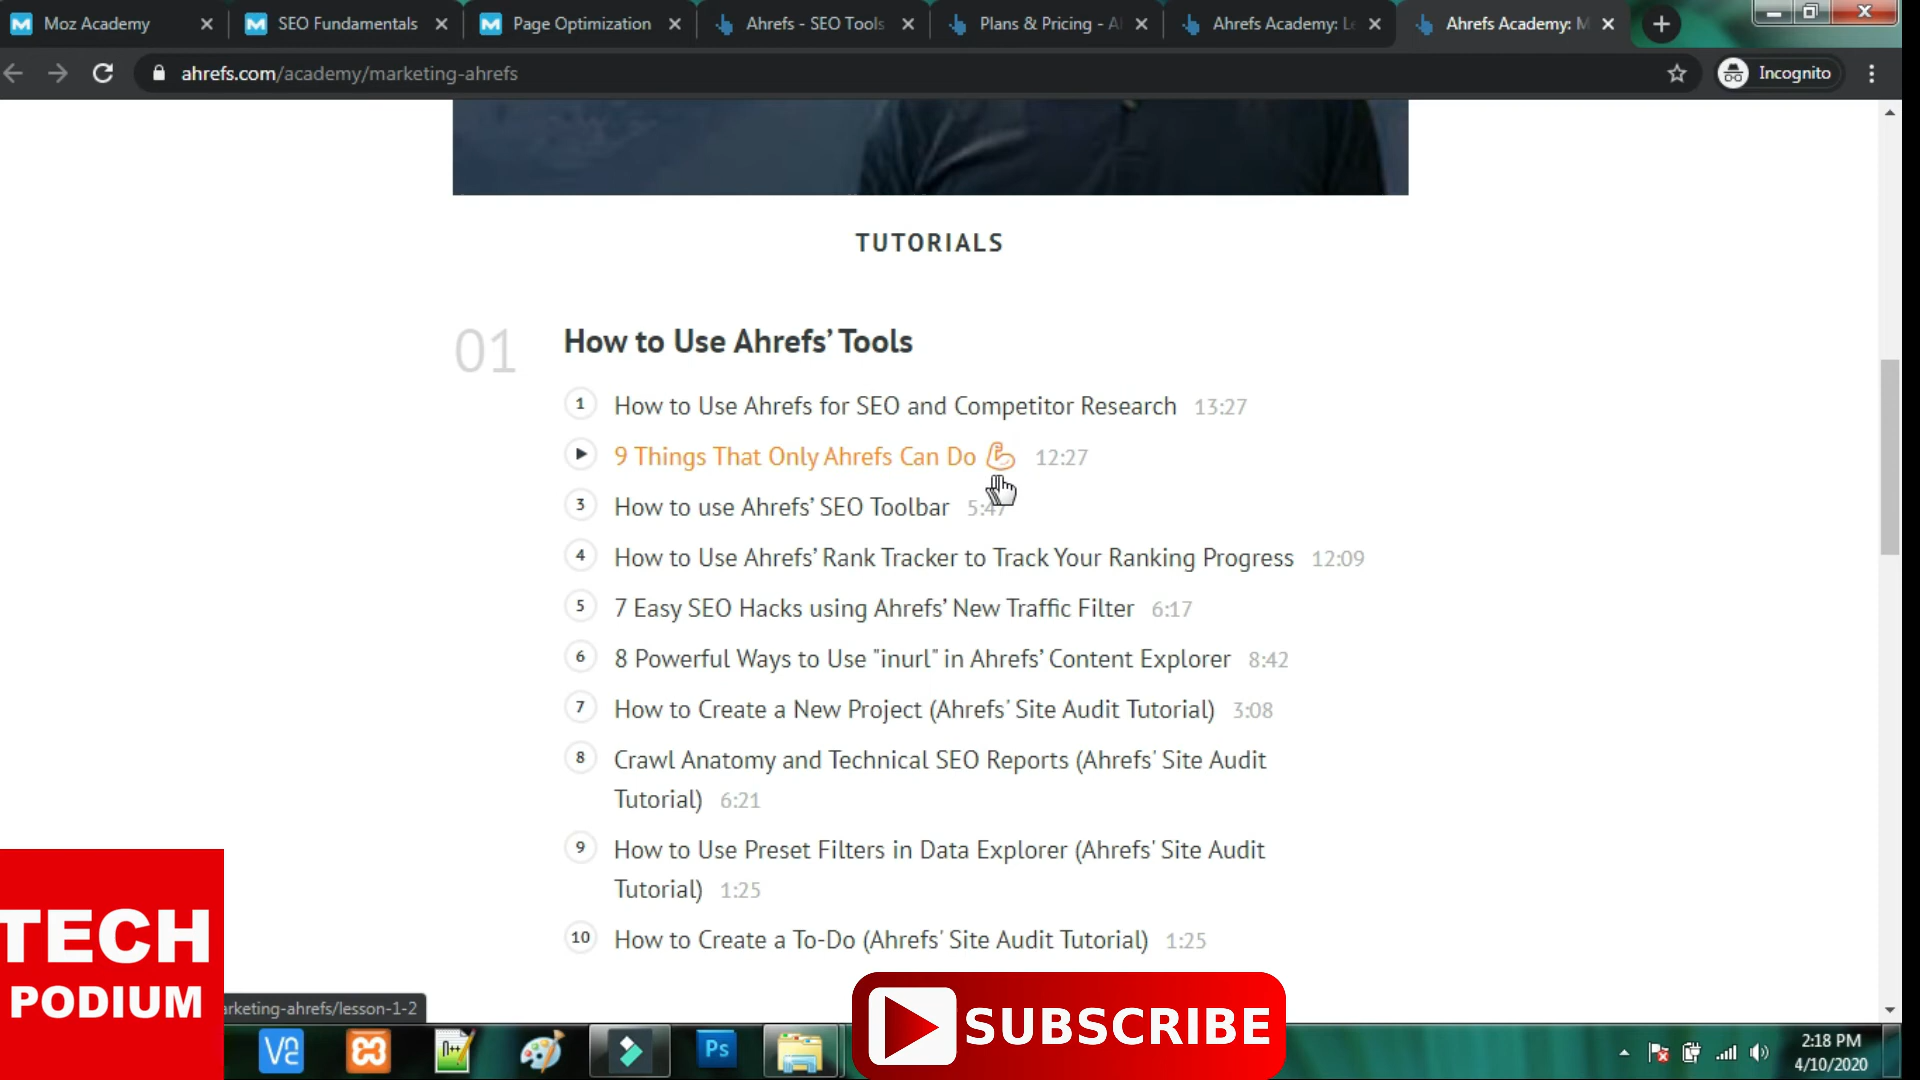 Moz Academy
SEO Fundamentals
Page Optimization
Ahrefs - SEO Tools
Plans & Pricing - A
Ahrefs Academy: Le
Ahrefs Academy: M
ahrefs.com/academy/marketing-ahrefs
Incognito
TUTORIALS
01
How to Use Ahrefs’ Tools
1 How to Use Ahrefs for SEO and Competitor Research 13:27
9 Things That Only Ahrefs Can Do 12:27
3 How to use Ahrefs’ SEO Toolbar 5:47
4 How to Use Ahrefs’ Rank Tracker to Track Your Ranking Progress 12:09
5 7 Easy SEO Hacks using Ahrefs’ New Traffic Filter 6:17
6 8 Powerful Ways to Use "inurl" in Ahrefs’ Content Explorer 8:42
7 How to Create a New Project (Ahrefs' Site Audit Tutorial) 3:08
8 Crawl Anatomy and Technical SEO Reports (Ahrefs' Site Audit
Tutorial) 6:21
9 How to Use Preset Filters in Data Explorer (Ahrefs' Site Audit
Tutorial) 1:25
10 How to Create a To-Do (Ahrefs' Site Audit Tutorial) 1:25
TECH
PODIUM
arketing-ahrefs/lesson-1-2
n++
Ps
SUBSCRIBE
2:18 PM
4/10/2020